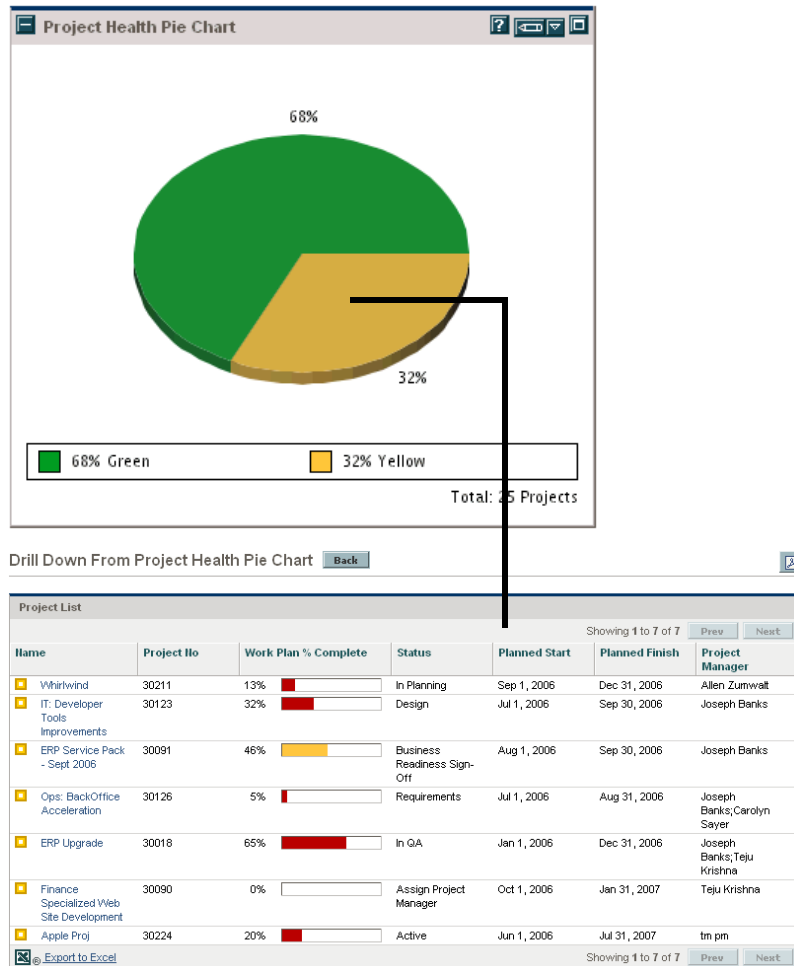 Project Health Pie Chart ?
68%
32%
68% Green 32% Yellow
Total: 25 Projects
Drill Down From Project Health Pie Chart Back
Project List
Showing 1 to 7 of 7 Prev Next
Name Project No Work Plan % Complete Status Planned Start Planned Finish Project
Manager
Whirlwind 30211 13% In Planning Sep 1, 2006 Dec 31, 2006 Allen Zumwalt
IT: Developer 30123 32% Design Jul 1, 2006 Sep 30, 2006 Joseph Banks
Tools
Improvements
ERP Service Pack 30091 46% Business Aug 1, 2006 Sep 30, 2006 Joseph Banks
- Sept 2006 Readiness Sign-
Off
Ops: BackOffice 30126 5% Requirements Jul 1, 2006 Aug 31, 2006 Joseph
Acceleration Banks;Carolyn
Sayer
ERP Upgrade 30018 65% In QA Jan 1, 2006 Dec 31, 2006 Joseph
Banks;Teju
Krishna
Finance 30090 0% Assign Project Oct 1, 2006 Jan 31, 2007 Teju Krishna
Specialized Web Manager
Site Development
Apple Proj 30224 20% Active Jun 1, 2006 Jul 31, 2007 tm pm
® Export to Excel Showing 1 to 7 of 7 Prev Next